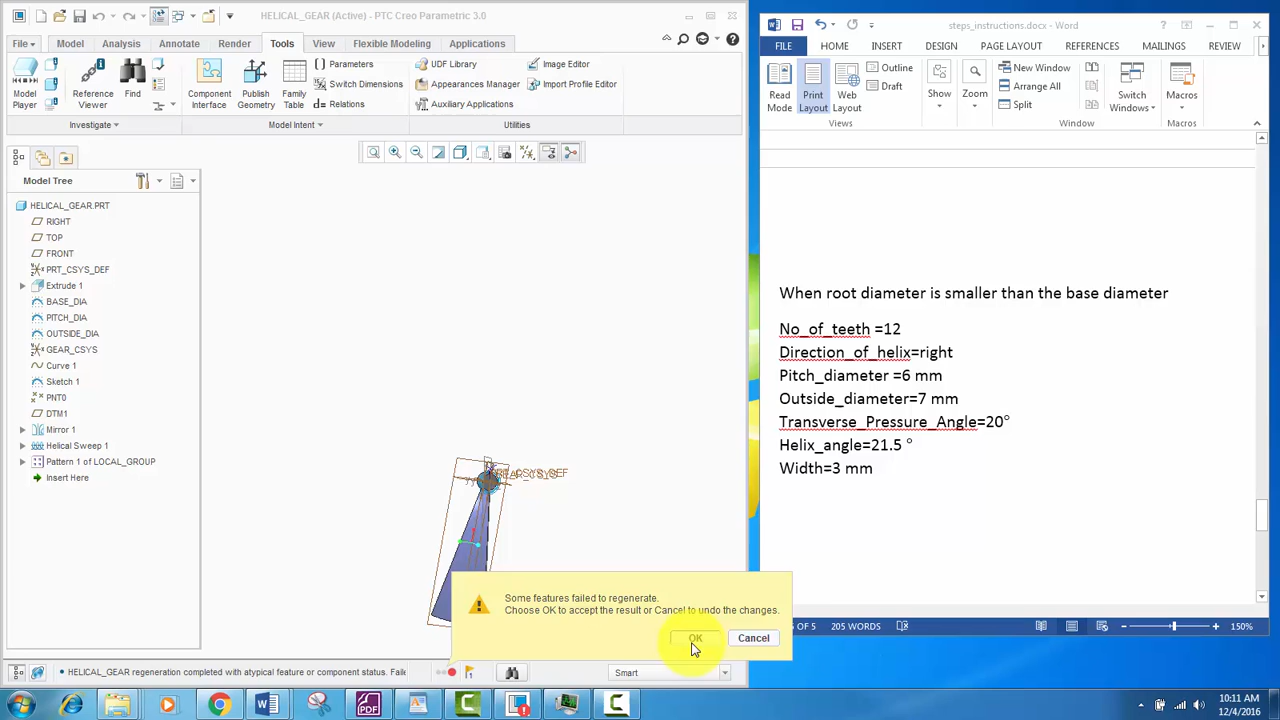 HELICAL_GEAR (Active) - PTC Creo Parametric 3.0
File
Model
Analysis
Annotate
Render
Tools
View
Flexible Modeling
Applications
Model Player
Reference Viewer
Find
Component Interface
Publish Geometry
Family Table
Parameters
Switch Dimensions
Relations
UDF Library
Appearance Manager
Auxiliary Applications
Image Editor
Import Profile Editor
Investigate
Model Intent
Utilities
Model Tree
HELICAL_GEAR.PRT
RIGHT
TOP
FRONT
PRT_CSYS_DEF
Extrude 1
BASE_DIA
PITCH_DIA
OUTSIDE_DIA
GEAR_CSYS
Curve 1
Sketch 1
PNT0
DTM1
Mirror 1
Helical Sweep 1
Pattern 1 of LOCAL_GROUP
Insert Here
Some features failed to regenerate.
Choose OK to accept the result or Cancel to undo the changes.
OK
Cancel
• HELICAL_GEAR regeneration completed with atypical feature or component status. Faile
Smart
steps_instructions.docx - Word
FILE
HOME
INSERT
DESIGN
PAGE LAYOUT
REFERENCES
MAILINGS
REVIEW
Read Mode
Print Layout
Web Layout
Outline
Draft
Show
Zoom
New Window
Arrange All
Split
Switch Windows
Macros
Views
Window
Macros
When root diameter is smaller than the base diameter
No_of_teeth =12
Direction_of_helix=right
Pitch_diameter =6 mm
Outside_diameter=7 mm
Transverse_Pressure_Angle=20°
Helix_angle=21.5 °
Width=3 mm
OF 5
205 WORDS
150%
PDF
10:11 AM
12/4/2016